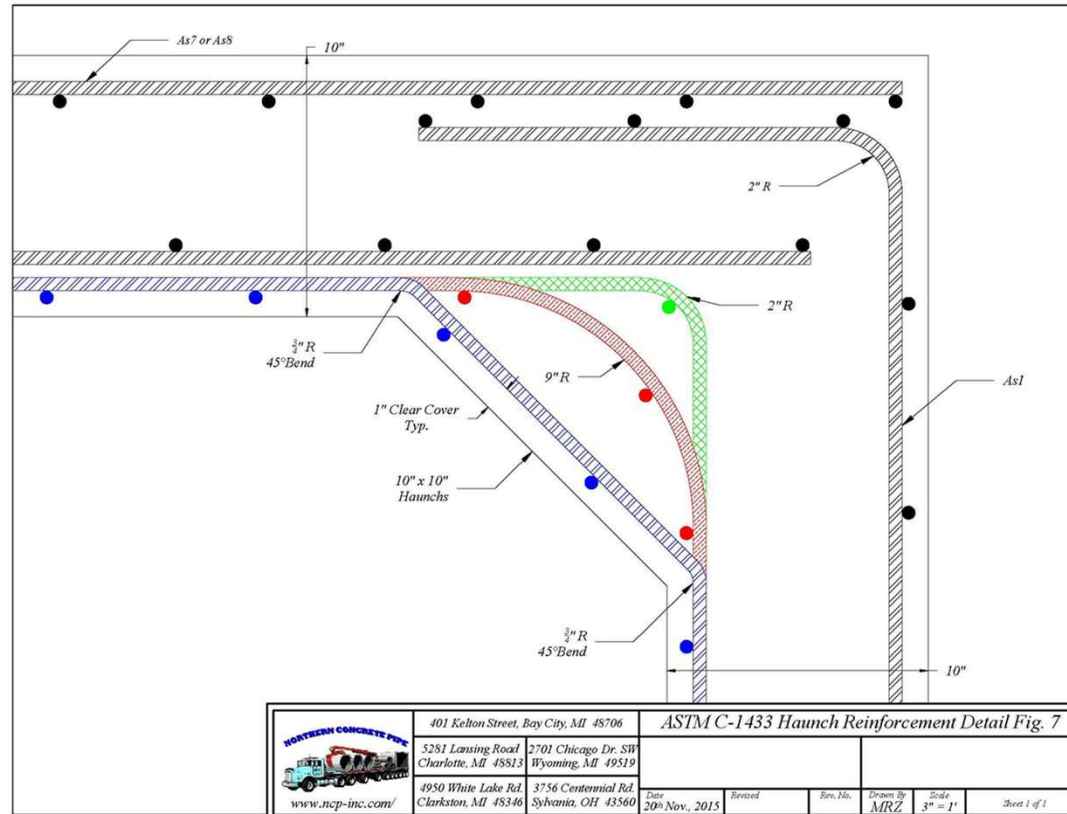 As7 or As8
10"
2" R
2" R
3/4" R
45°Bend
9" R
As1
1" Clear Cover
Typ.
10" x 10"
Haunchs
3/4" R
45°Bend
10"
NORTHERN CONCRETE PIPE
www.ncp-inc.com/
401 Kelton Street, Bay City, MI 48706
5281 Lansing Road
Charlotte, MI 48813
2701 Chicago Dr. SW
Wyoming, MI 49519
4950 White Lake Rd.
Clarkston, MI 48346
3756 Centennial Rd.
Sylvania, OH 43560
ASTM C-1433 Haunch Reinforcement Detail Fig. 7
Date
20th Nov., 2015
Revised
Rev. No.
Drawn By
MRZ
Scale
3" = 1'
Sheet 1 of 1